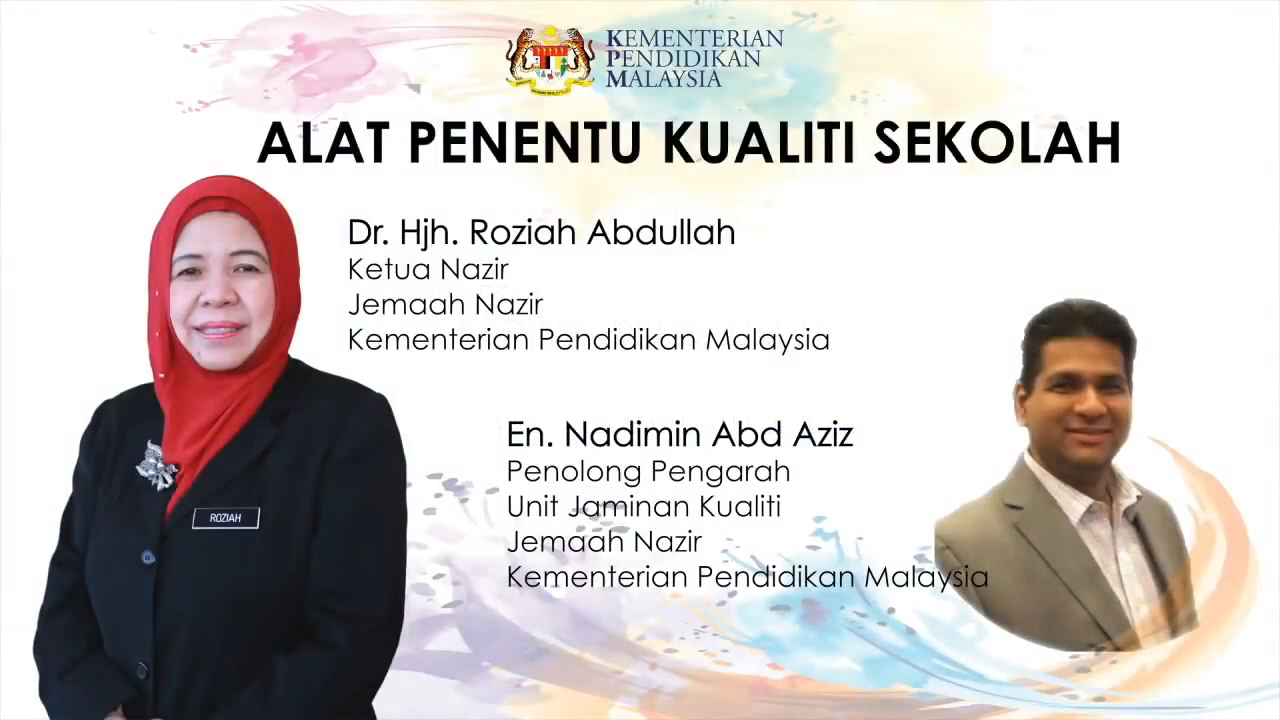 KEMENTERIAN
PENDIDIKAN
MALAYSIA
ALAT PENENTU KUALITI SEKOLAH
Dr. Hjh. Roziah Abdullah
Ketua Nazir
Jemaah Nazir
Kementerian Pendidikan Malaysia
ROZIAH
En. Nadimin Abd Aziz
Penolong Pengarah
Unit Jaminan Kualiti
Jemaah Nazir
Kementerian Pendidikan Malaysia